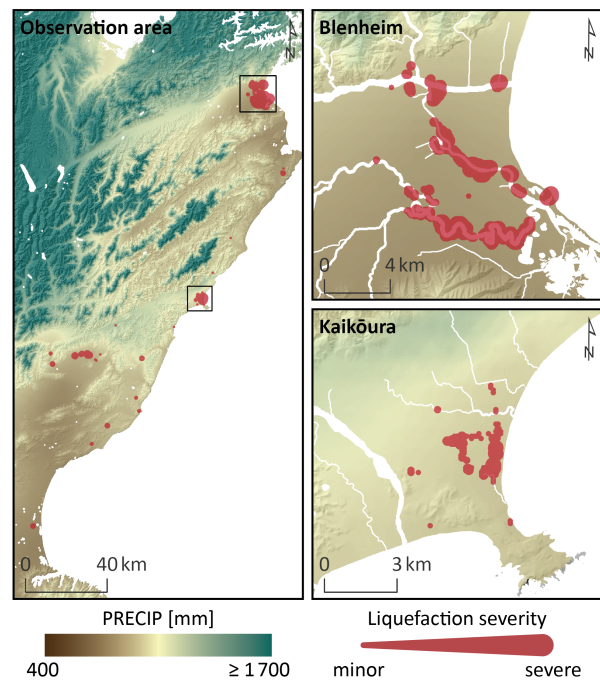 Observation area
N
0 40 km
Blenheim
N
0 4 km
Kaikōura
N
0 3 km
PRECIP [mm]
400 ≥ 1 700
Liquefaction severity
minor severe